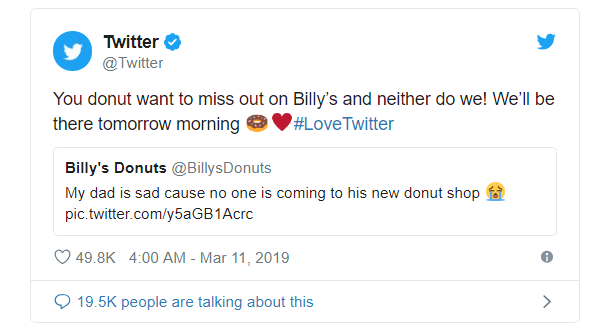 Twitter
@Twitter
You donut want to miss out on Billy’s and neither do we! We’ll be
there tomorrow morning 🍩❤️#LoveTwitter
Billy's Donuts @BillysDonuts
My dad is sad cause no one is coming to his new donut shop 😭
pic.twitter.com/y5aGB1Acrc
49.8K 4:00 AM - Mar 11, 2019
19.5K people are talking about this